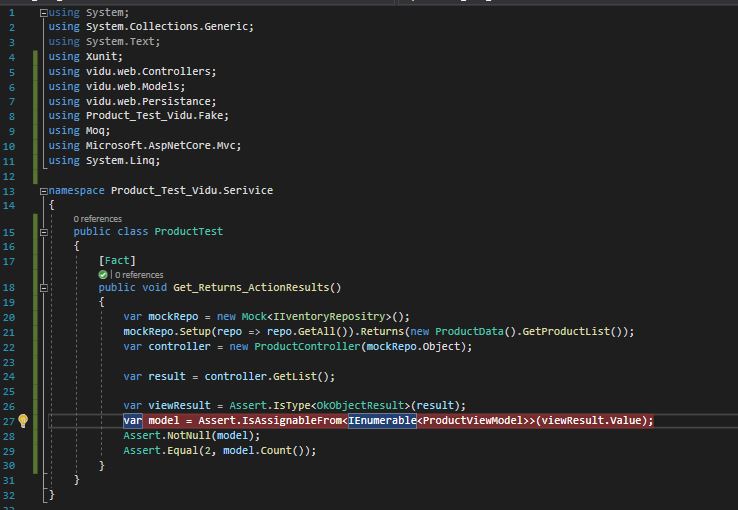 1 using System;
2 using System.Collections.Generic;
3 using System.Text;
4 using Xunit;
5 using vidu.web.Controllers;
6 using vidu.web.Models;
7 using vidu.web.Persistance;
8 using Product_Test_Vidu.Fake;
9 using Moq;
10 using Microsoft.AspNetCore.Mvc;
11 using System.Linq;
12
13 namespace Product_Test_Vidu.Serivice
14 {
0 references
15 public class ProductTest
16 {
17 [Fact]
| 0 references
18 public void Get_Returns_ActionResults()
19 {
20 var mockRepo = new Mock<IIventoryRepositry>();
21 mockRepo.Setup(repo => repo.GetAll()).Returns(new ProductData().GetProductList());
22 var controller = new ProductController(mockRepo.Object);
23
24 var result = controller.GetList();
25
26 var viewResult = Assert.IsType<OkObjectResult>(result);
27 var model = Assert.IsAssignableFrom<IEnumerable<ProductViewModel>>(viewResult.Value);
28 Assert.NotNull(model);
29 Assert.Equal(2, model.Count());
30 }
31 }
32 }